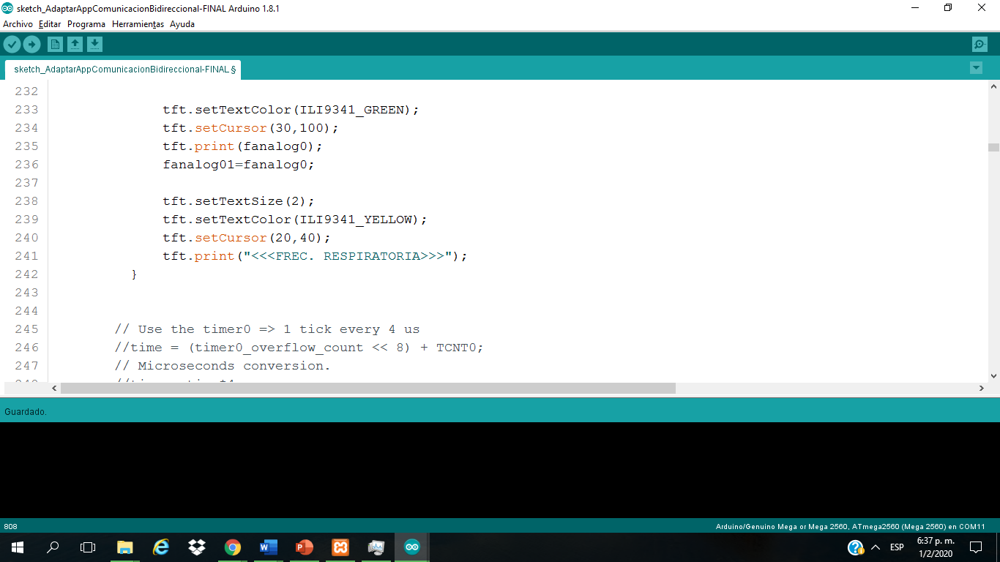 sketch_AdaptarAppComunicacionBidireccional-FINAL Arduino 1.8.1
Archivo Editar Programa Herramientas Ayuda
sketch_AdaptarAppComunicacionBidireccional-FINAL §
232
233 tft.setTextColor(ILI9341_GREEN);
234 tft.setCursor(30,100);
235 tft.print(fanalog0);
236 fanalog01=fanalog0;
237
238 tft.setTextSize(2);
239 tft.setTextColor(ILI9341_YELLOW);
240 tft.setCursor(20,40);
241 tft.print("<<<FREC. RESPIRATORIA>>>");
242 }
243
244
245 // Use the timer0 => 1 tick every 4 us
246 //time = (timer0_overflow_count << 8) + TCNT0;
247 // Microseconds conversion.
Guardado.
808 Arduino/Genuino Mega or Mega 2560, ATmega2560 (Mega 2560) en COM11
ESP 6:37 p. m.
1/2/2020